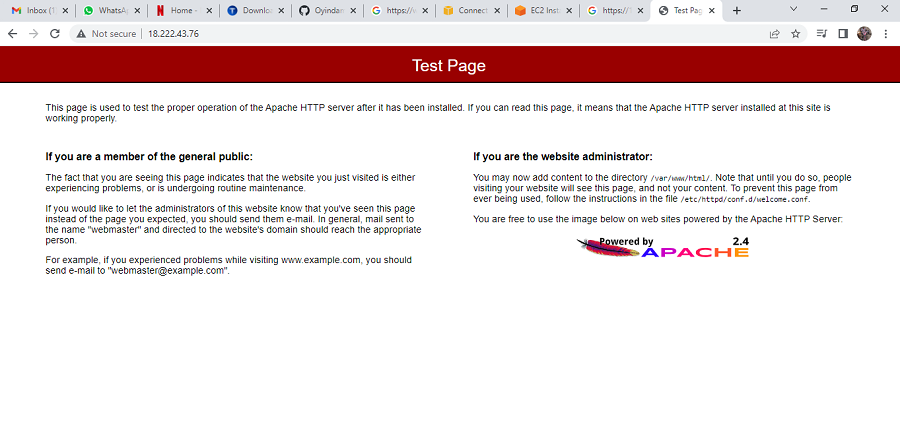 Inbox (1
WhatsA
Home -
Downlo
Oyindan
https://
Connect
EC2 Inst
https://1
Test Pag
Not secure
18.222.43.76
Test Page
This page is used to test the proper operation of the Apache HTTP server after it has been installed. If you can read this page, it means that the Apache HTTP server installed at this site is
working properly.
If you are a member of the general public:
The fact that you are seeing this page indicates that the website you just visited is either
experiencing problems, or is undergoing routine maintenance.
If you would like to let the administrators of this website know that you've seen this page
instead of the page you expected, you should send them e-mail. In general, mail sent to
the name "webmaster" and directed to the website's domain should reach the appropriate
person.
For example, if you experienced problems while visiting www.example.com, you should
send e-mail to "webmaster@example.com".
If you are the website administrator:
You may now add content to the directory /var/www/html/. Note that until you do so, people
visiting your website will see this page, and not your content. To prevent this page from
ever being used, follow the instructions in the file /etc/httpd/conf.d/welcome.conf.
You are free to use the image below on web sites powered by the Apache HTTP Server:
Powered by 2.4
APACHE